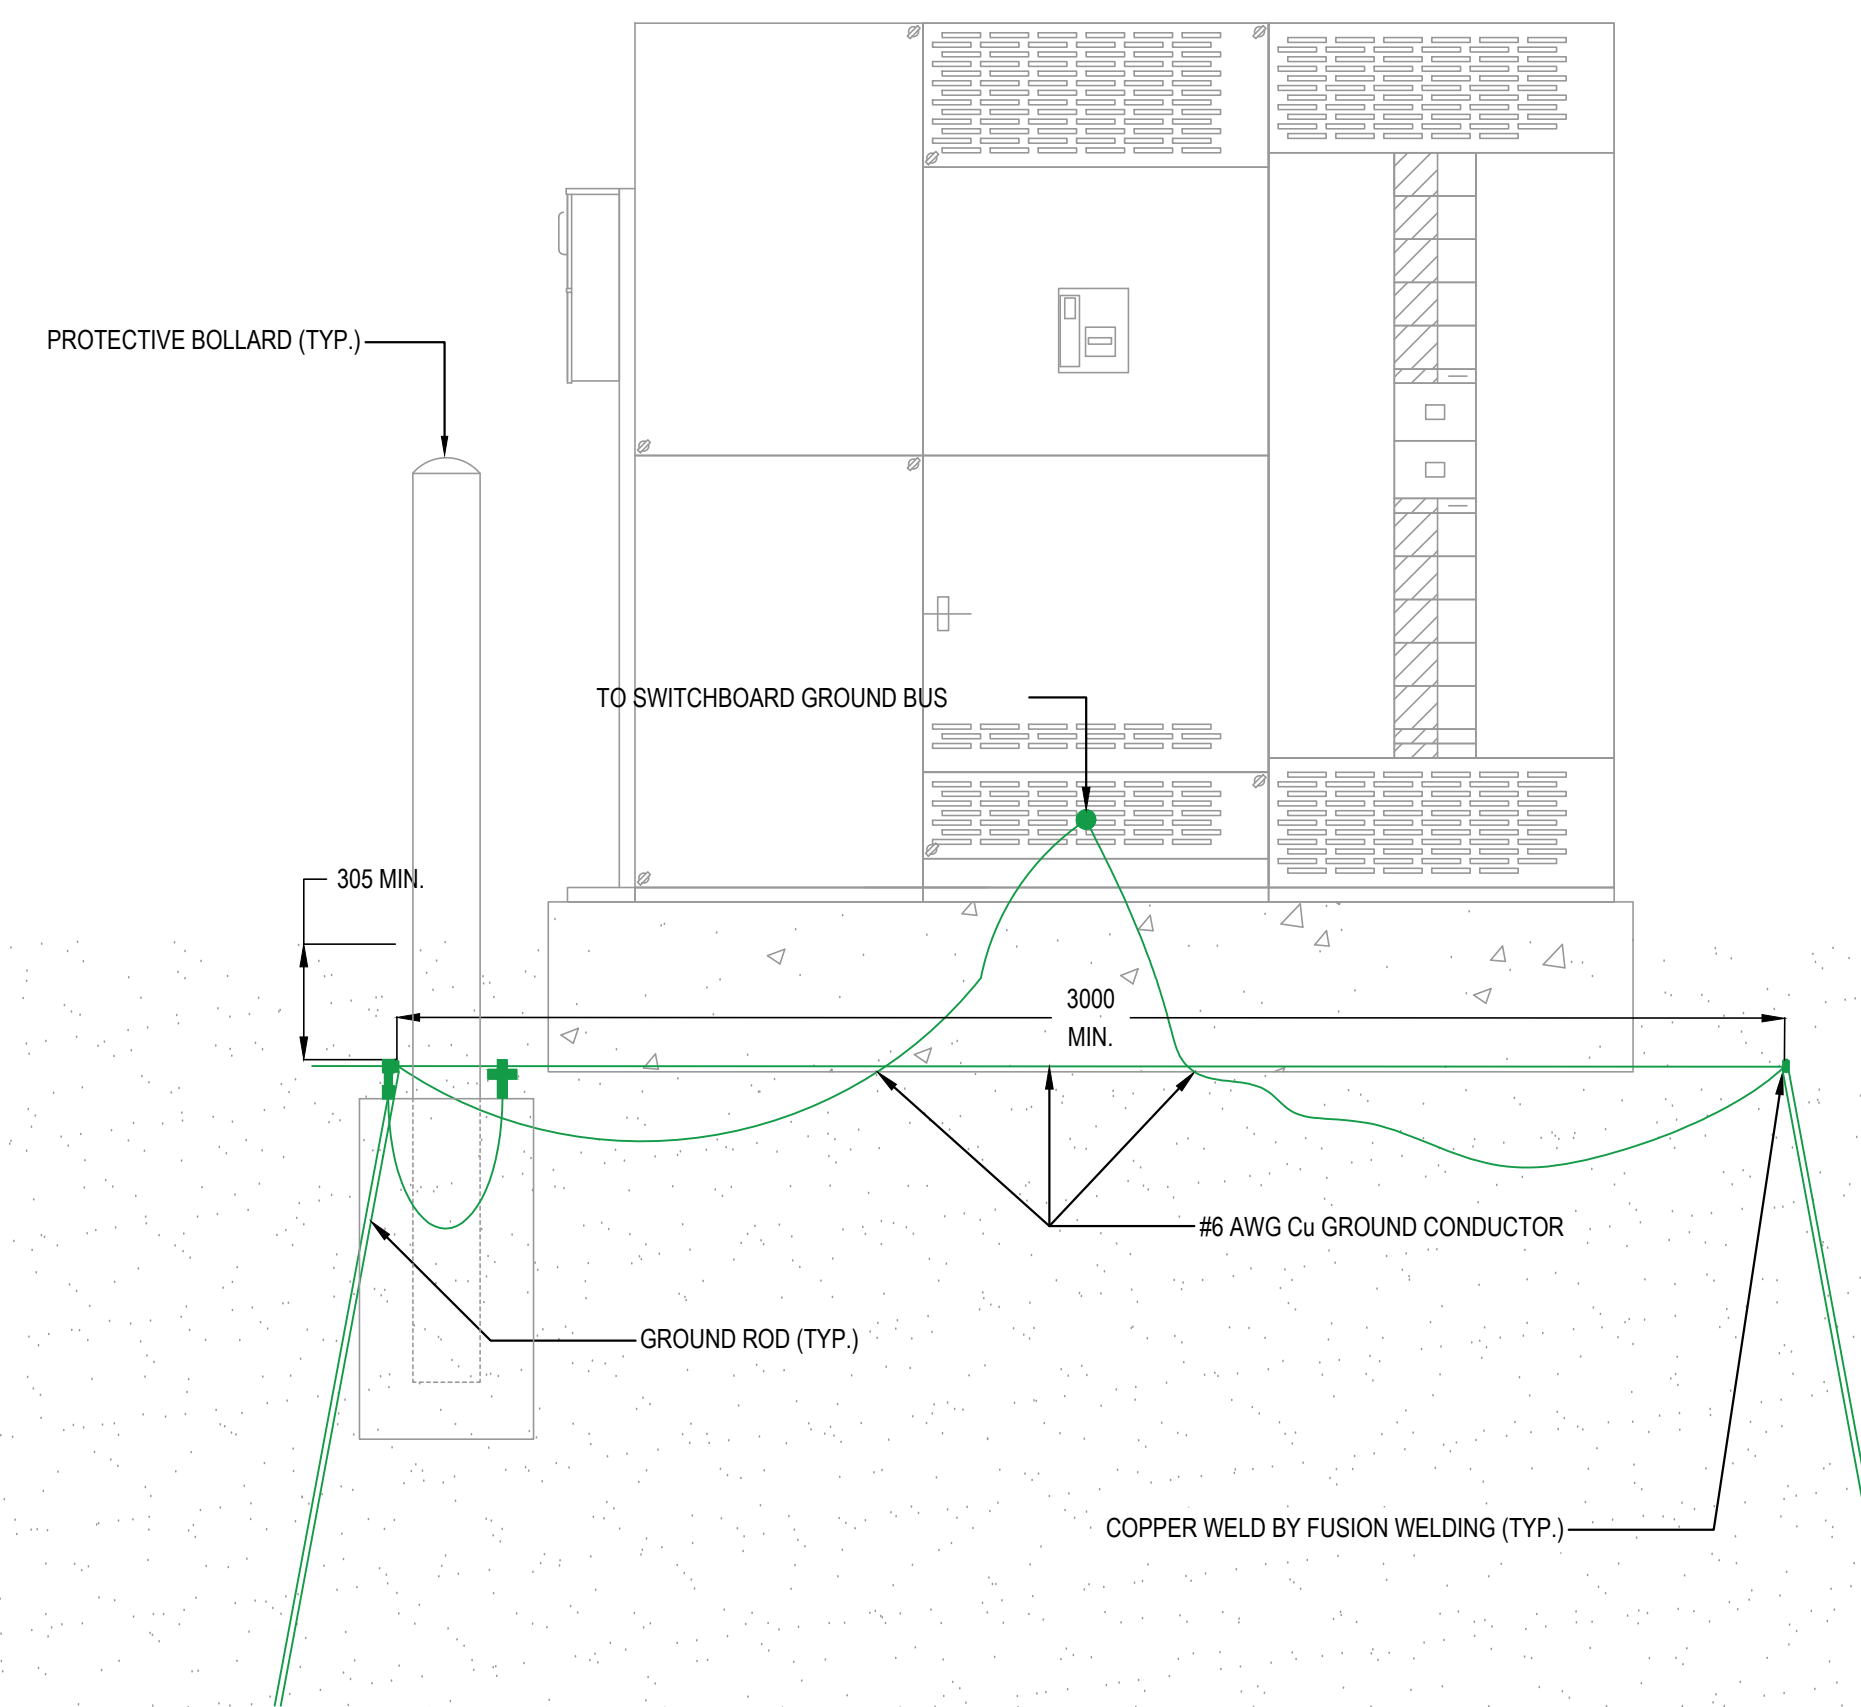 PROTECTIVE BOLLARD (TYP.)
TO SWITCHBOARD GROUND BUS
305 MIN.
3000
MIN.
#6 AWG Cu GROUND CONDUCTOR
GROUND ROD (TYP.)
COPPER WELD BY FUSION WELDING (TYP.)